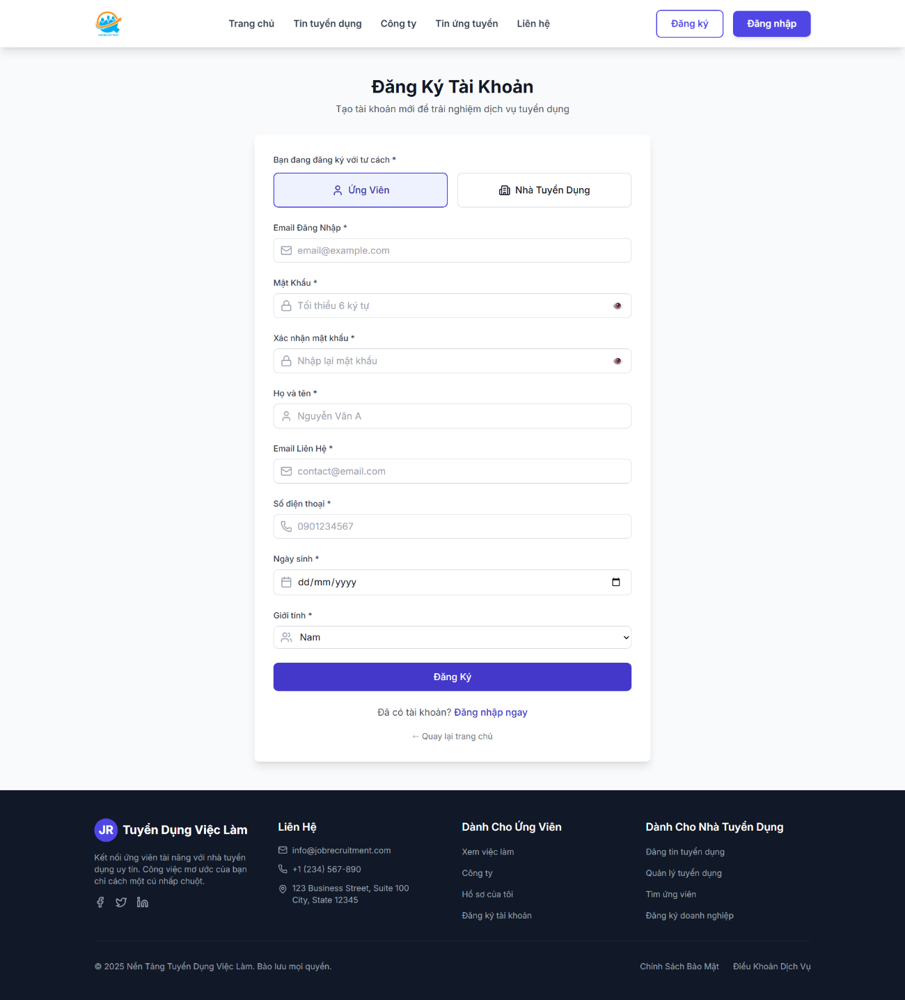 Trang chủ
Tin tuyển dụng
Công ty
Tin ứng tuyển
Liên hệ
Đăng ký
Đăng nhập
Đăng Ký Tài Khoản
Tạo tài khoản mới để trải nghiệm dịch vụ tuyển dụng
Bạn đang đăng ký với tư cách *
Ứng Viên
Nhà Tuyển Dụng
Email Đăng Nhập *
email@example.com
Mật Khẩu *
Tối thiểu 6 ký tự
Xác nhận mật khẩu *
Nhập lại mật khẩu
Họ và tên *
Nguyễn Văn A
Email Liên Hệ *
contact@email.com
Số điện thoại *
0901234567
Ngày sinh *
dd/mm/yyyy
Giới tính *
Nam
Đăng Ký
Đã có tài khoản? Đăng nhập ngay
← Quay lại trang chủ
JR Tuyển Dụng Việc Làm
Kết nối ứng viên tài năng với nhà tuyển
dụng uy tín. Công việc mơ ước của bạn
chỉ cách một cú nhấp chuột.
Liên Hệ
info@jobrecruitment.com
+1 (234) 567-890
123 Business Street, Suite 100
City, State 12345
Dành Cho Ứng Viên
Xem việc làm
Công ty
Hồ sơ của tôi
Đăng ký tài khoản
Dành Cho Nhà Tuyển Dụng
Đăng tin tuyển dụng
Quản lý tuyển dụng
Tìm ứng viên
Đăng ký doanh nghiệp
© 2025 Nền Tảng Tuyển Dụng Việc Làm. Bảo lưu mọi quyền.
Chính Sách Bảo Mật
Điều Khoản Dịch Vụ